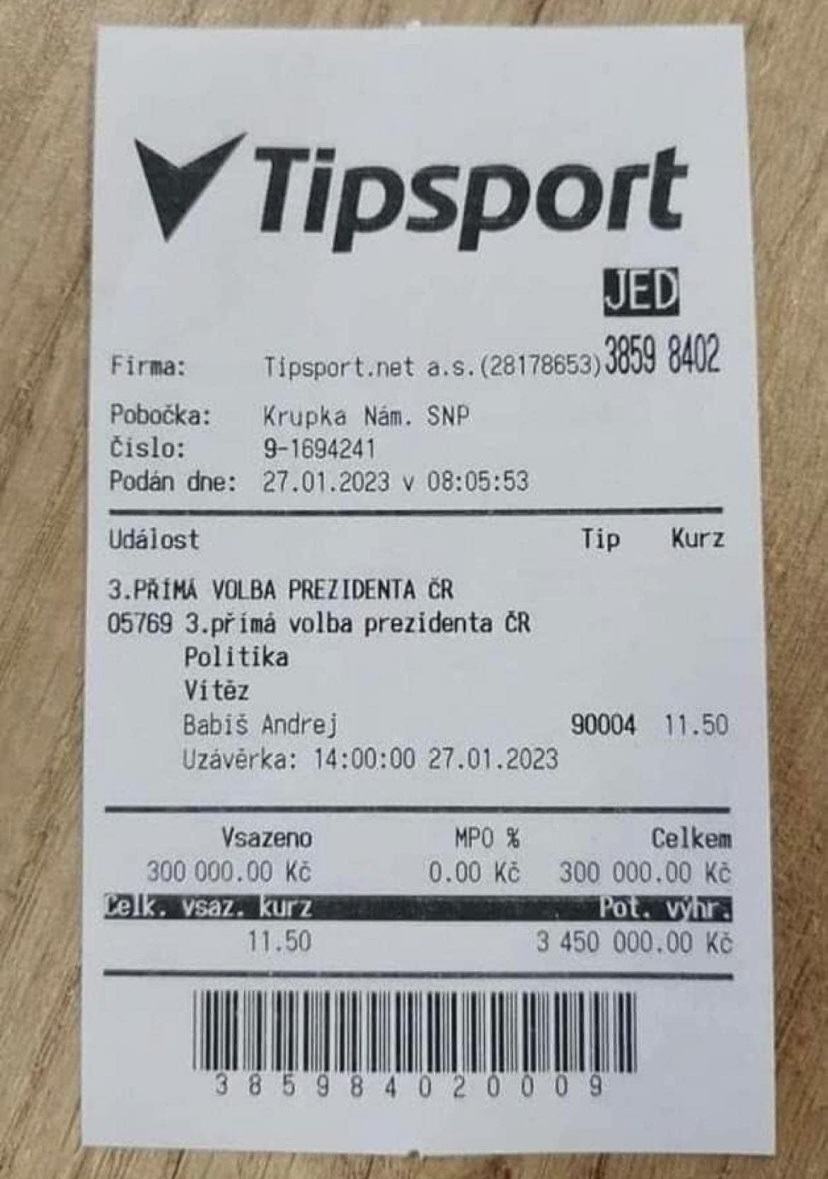 Tipsport
JED
3859 8402
Firma: Tipsport.net a.s.(28178653)
Pobočka: Krupka Nám. SNP
Číslo: 9-1694241
Podán dne: 27.01.2023 v 08:05:53
Událost Tip Kurz
3.PŘÍMÁ VOLBA PREZIDENTA ČR
05769 3.přímá volba prezidenta ČR
Politika
Vítěz
Babiš Andrej 90004 11.50
Uzávěrka: 14:00:00 27.01.2023
Vsazeno MPO % Celkem
300 000.00 Kč 0.00 Kč 300 000.00 Kč
Celk. vsaz. kurz Pot. výhr.
11.50 3 450 000.00 Kč
385984020009